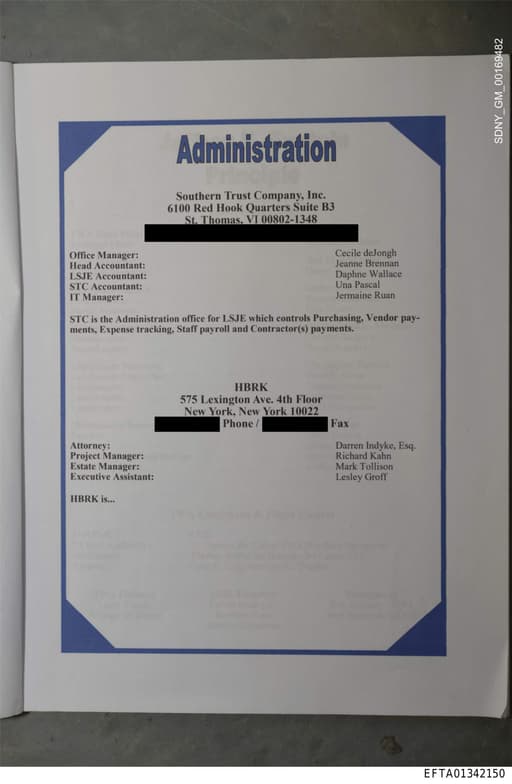 SDNY_GM_00169482
Administration
Southern Trust Company, Inc.
6100 Red Hook Quarters Suite B3
St. Thomas, VI 00802-1348
Office Manager: Cecile deJongh
Head Accountant: Jeanne Brennan
LSJE Accountant: Daphne Wallace
STC Accountant: Una Pascal
IT Manager: Jermaine Ruan
STC is the Administration office for LSJE which controls Purchasing, Vendor pay-
ments, Expense tracking, Staff payroll and Contractor(s) payments.
HBRK
575 Lexington Ave. 4th Floor
New York, New York 10022
Phone / Fax
Attorney: Darren Indyke, Esq.
Project Manager: Richard Kahn
Estate Manager: Mark Tollison
Executive Assistant: Lesley Groff
HBRK is...
EFTA01342150